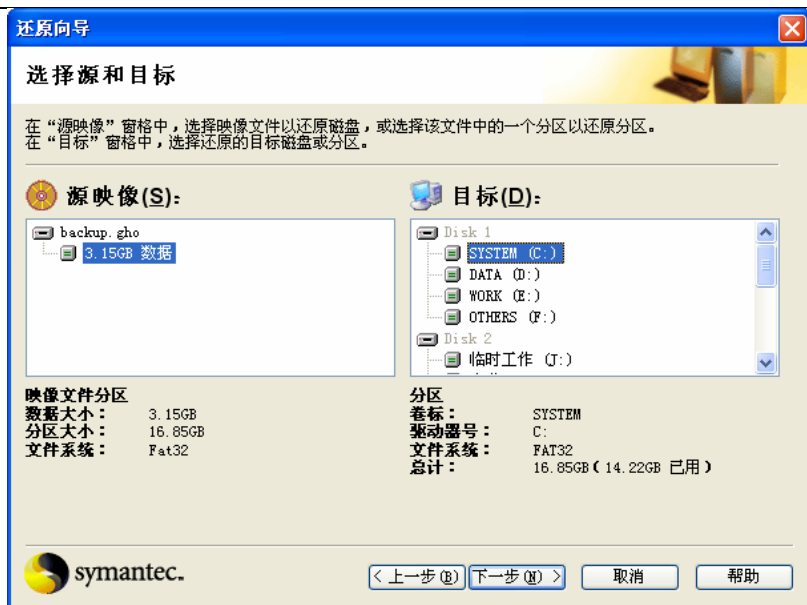 还原向导
选择源和目标
在“源映像”窗格中，选择映像文件以还原磁盘，或选择该文件中的一个分区以还原分区。
在“目标”窗格中，选择还原的目标磁盘或分区。
源映像(S):
backup.gho
3.15GB 数据
目标(D):
Disk 1
SYSTEM (C:)
DATA (D:)
WORK (E:)
OTHERS (F:)
Disk 2
临时工作 (J:)
映像文件分区
数据大小： 3.15GB
分区大小： 16.85GB
文件系统： Fat32
分区
卷标： SYSTEM
驱动器号： C:
文件系统： FAT32
总计： 16.85GB（14.22GB 已用）
symantec.
< 上一步(B) 下一步(N) > 取消 帮助